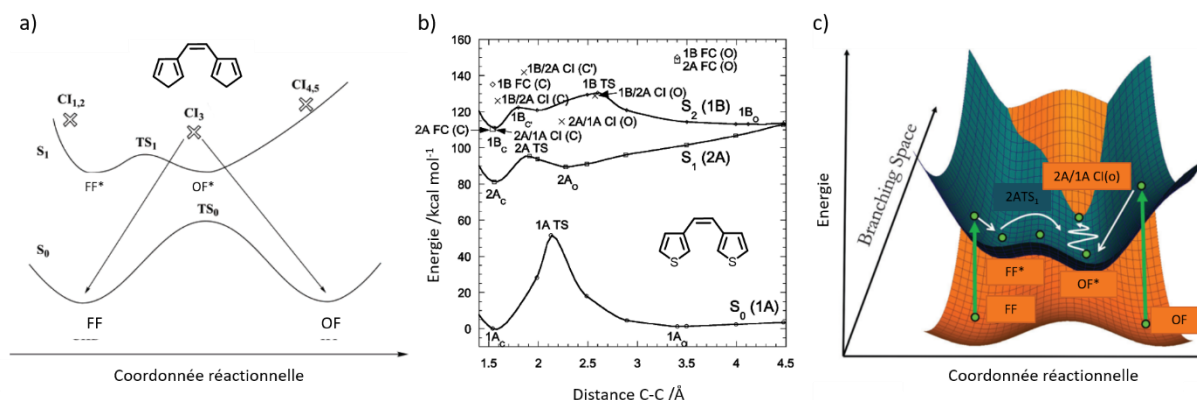 a)
CI1,2
CI3
CI4,5
S1
TS1
FF*
OF*
TS0
S0
FF
OF
Coordonnée réactionnelle
b)
Energie /kcal mol-1
160
140
120
100
80
60
40
20
0
1B/2A CI (C')
1B FC (O)
2A FC (O)
1B FC (C)
1B TS
1B/2A CI (O)
1B/2A CI (C)
1BC'
2A/1A CI (O)
S2 (1B)
1BO
2A FC (C)
1BC
2A/1A CI (C)
2A TS
S1 (2A)
2AC
2AO
1A TS
S
S
S0 (1A)
1AC
1AO
1.5
2
2.5
3
3.5
4
4.5
Distance C-C /Å
c)
Energie
Branching Space
2A/1A CI(o)
2ATS1
FF*
OF*
FF
OF
Coordonnée réactionnelle